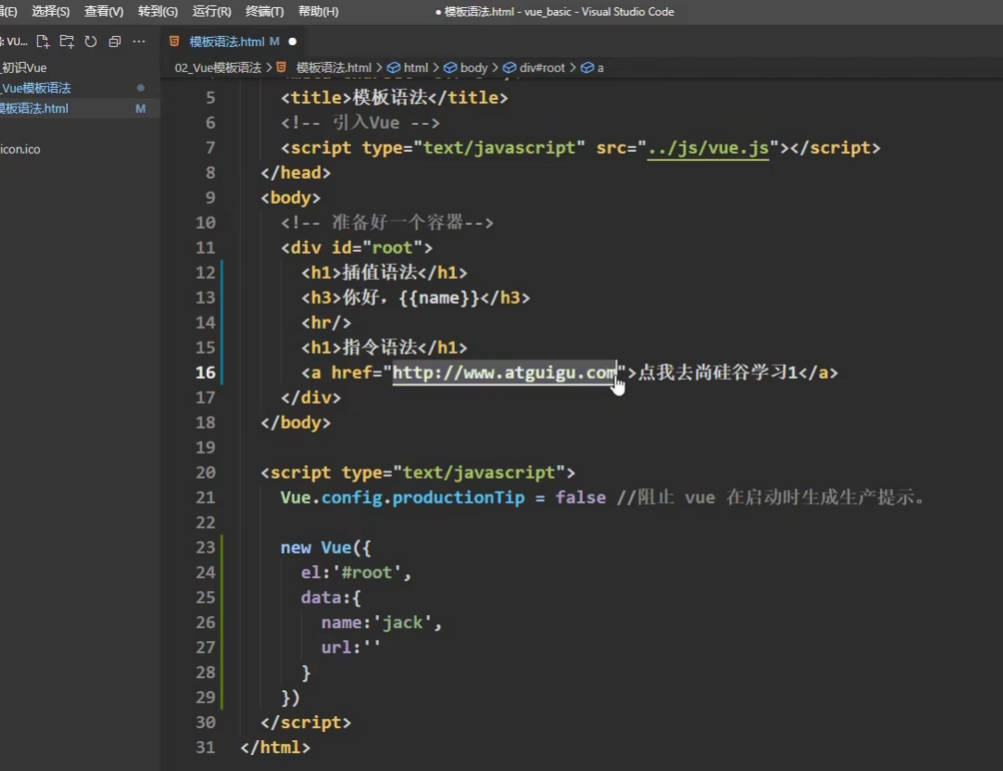 选择(S) 查看(V) 转到(G) 运行(R) 终端(T) 帮助(H) ● 模板语法.html - vue_basic - Visual Studio Code
模板语法.html M ●
02_Vue模板语法 > 模板语法.html > html > body > div#root > a
_初识Vue
_Vue模板语法
模板语法.html M
icon.ico
5 <title>模板语法</title>
6 <!-- 引入Vue -->
7 <script type="text/javascript" src="../js/vue.js"></script>
8 </head>
9 <body>
10 <!-- 准备好一个容器-->
11 <div id="root">
12 <h1>插值语法</h1>
13 <h3>你好，{{name}}</h3>
14 <hr/>
15 <h1>指令语法</h1>
16 <a href="http://www.atguigu.com">点我去尚硅谷学习1</a>
17 </div>
18 </body>
19
20 <script type="text/javascript">
21 Vue.config.productionTip = false //阻止 vue 在启动时生成生产提示。
22
23 new Vue({
24 el:'#root',
25 data:{
26 name:'jack',
27 url:''
28 }
29 })
30 </script>
31 </html>